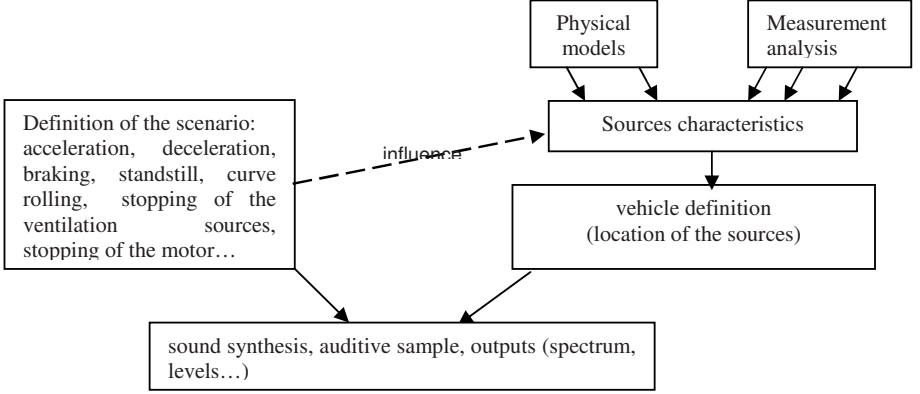 Physical
models
Measurement
analysis
Definition of the scenario:
acceleration, deceleration,
braking, standstill, curve
rolling, stopping of the
ventilation sources,
stopping of the motor…
influence
Sources characteristics
vehicle definition
(location of the sources)
sound synthesis, auditive sample, outputs (spectrum,
levels…)